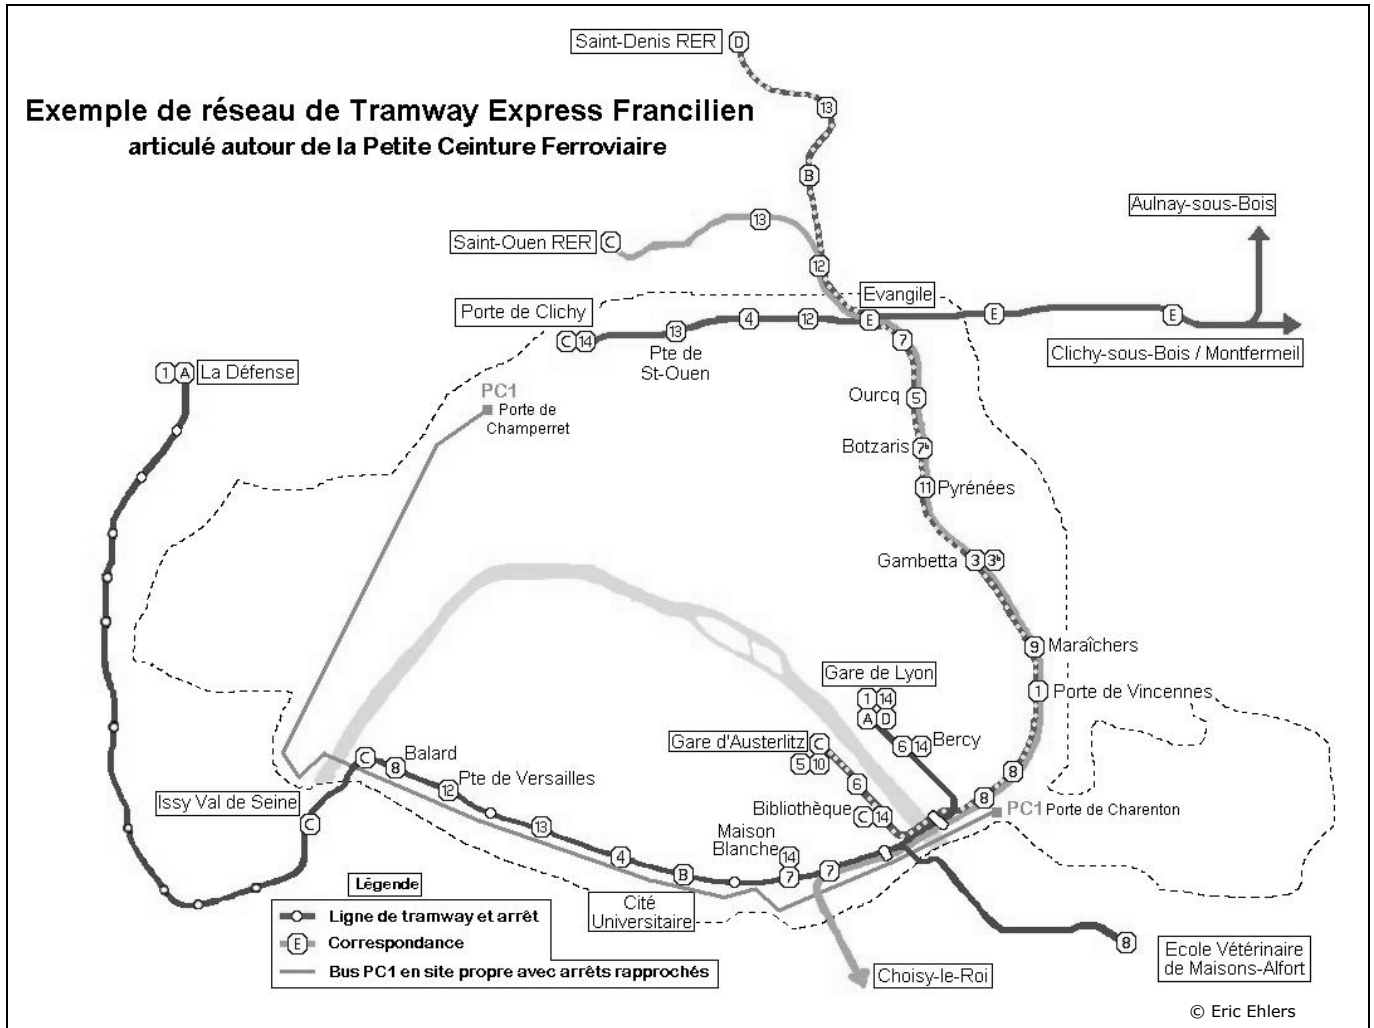 Saint-Denis RER D
Exemple de réseau de Tramway Express Francilien
articulé autour de la Petite Ceinture Ferroviaire
13
B
Aulnay-sous-Bois
13
Saint-Ouen RER C
12
Evangile
Porte de Clichy
C 14
13
4
12
E
E
E
7
Pte de
St-Ouen
Clichy-sous-Bois / Montfermeil
1 A La Défense
PC1
Porte de
Champerret
Ourcq 5
Botzaris 7b
11 Pyrénées
Gambetta 3 3b
9 Maraîchers
1 Porte de Vincennes
Gare de Lyon
1 14
A D
6 14 Bercy
Gare d'Austerlitz C
5 10
6
8
8
Bibliothèque
C 14
PC1 Porte de Charenton
C Balard
8
Pte de Versailles
12
Issy Val de Seine
C
13
4
B
Maison
Blanche
14
7
7
Cité
Universitaire
8
Ecole Vétérinaire
de Maisons-Alfort
Choisy-le-Roi
Légende
Ligne de tramway et arrêt
E Correspondance
Bus PC1 en site propre avec arrêts rapprochés
© Eric Ehlers